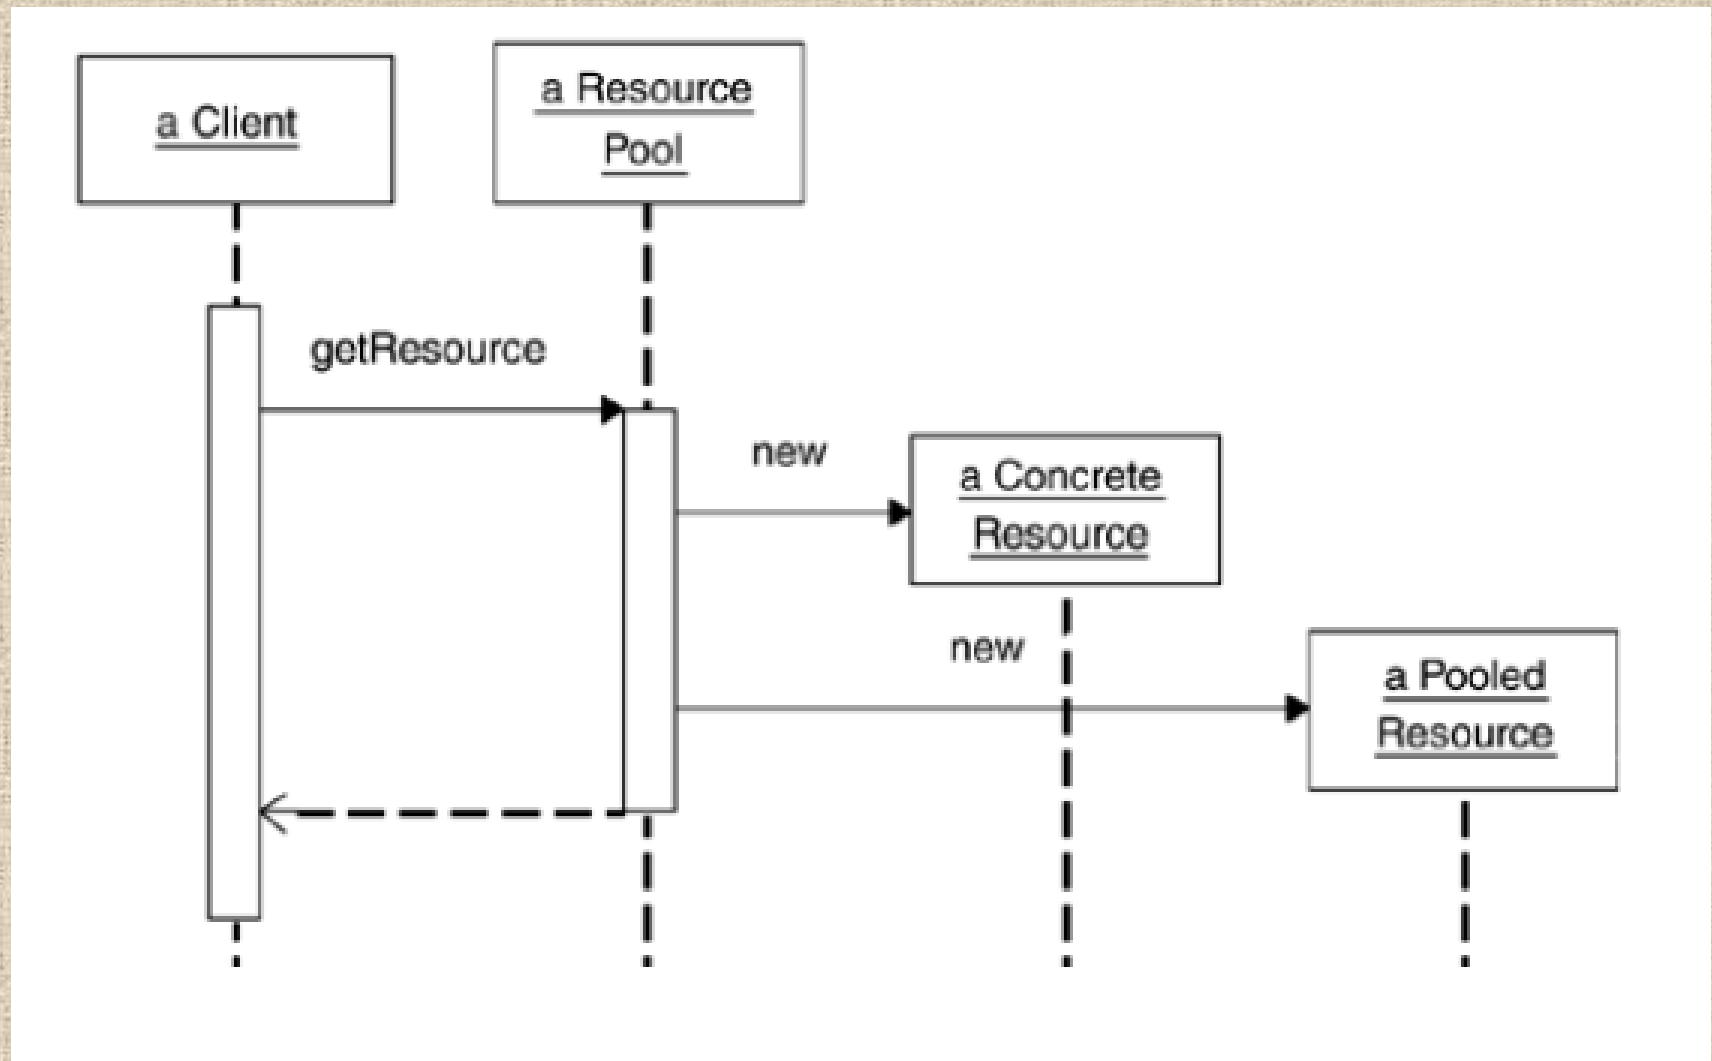 a Client
a Resource
Pool
getResource
new
a Concrete
Resource
new
a Pooled
Resource